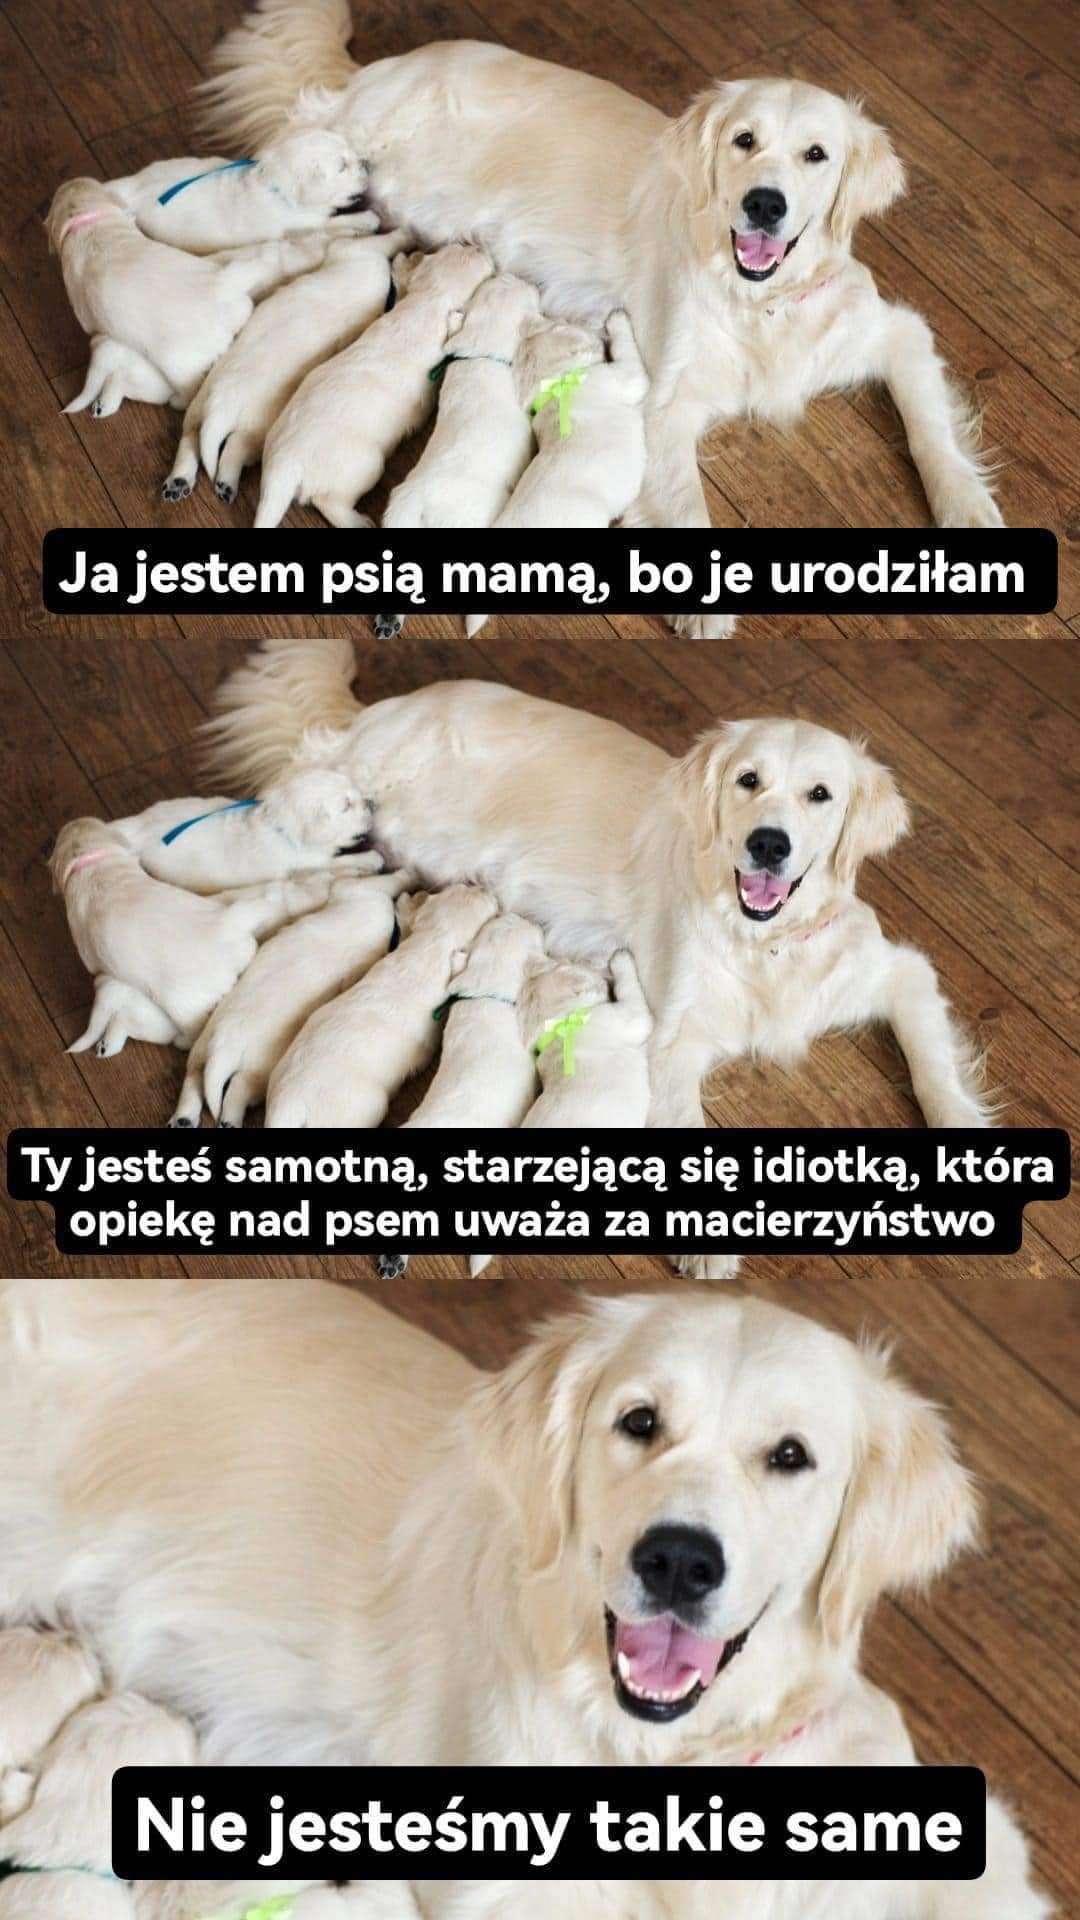 Ja jestem psią mamą, bo je urodziłam
Ty jesteś samotną, starzejącą się idiotką, która
opiekę nad psem uważa za macierzyństwo
Nie jesteśmy takie same